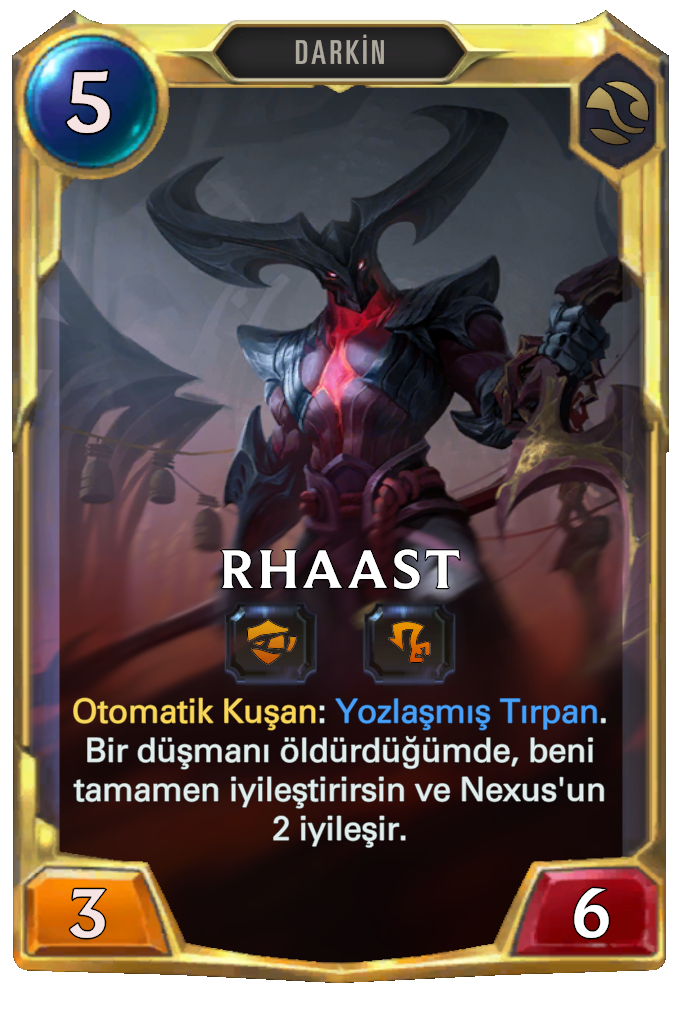 DARKİN
5
RHAAST
Otomatik Kuşan: Yozlaşmış Tırpan.
Bir düşmanı öldürdüğümde, beni
tamamen iyileştirirsin ve Nexus'un
2 iyileşir.
3
6